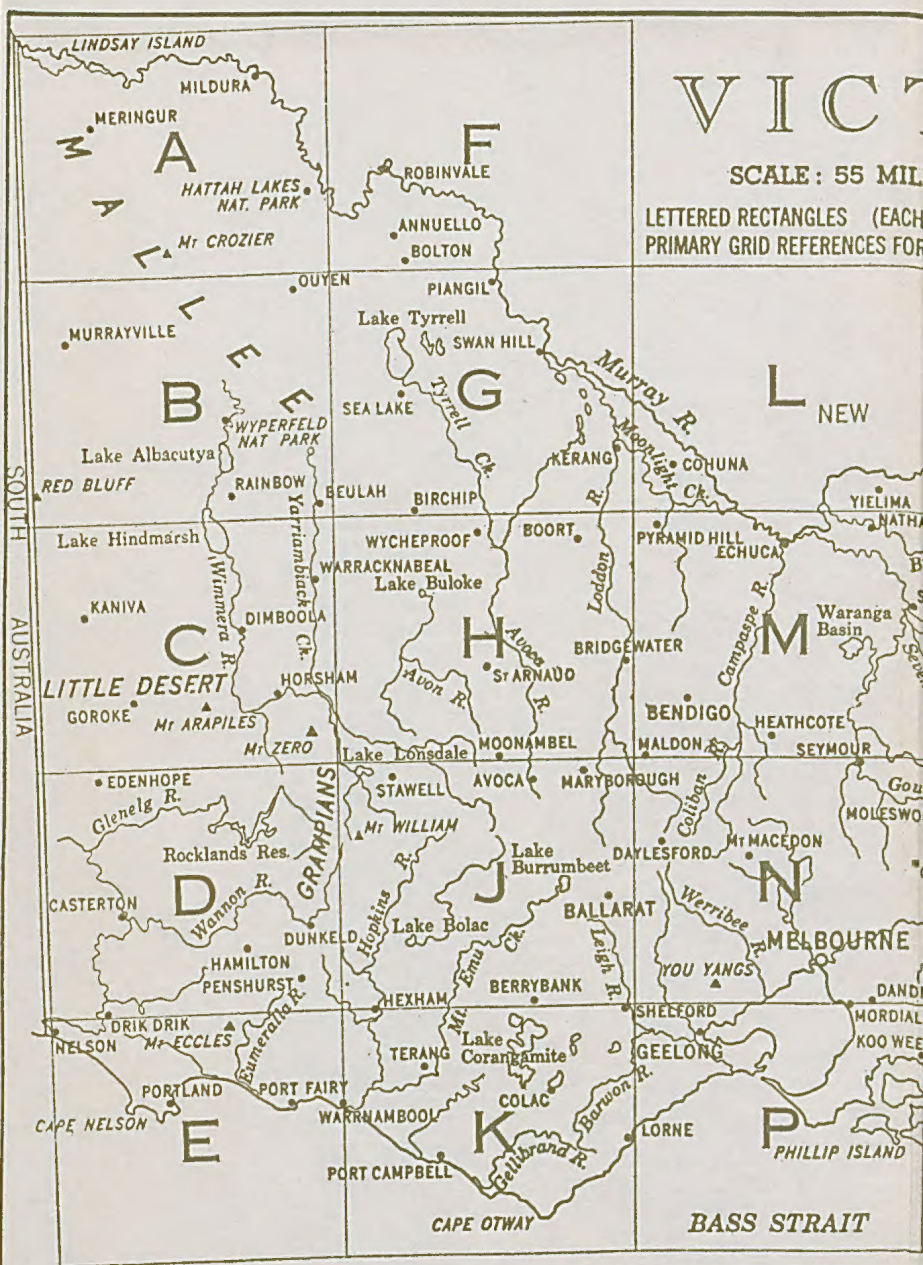 VICT
SCALE : 55 MIL
LETTERED RECTANGLES (EACH
PRIMARY GRID REFERENCES FOR
LINDSAY ISLAND
MILDURA
MERINGUR
MALLEE
A
F
ROBINVALE
HATTAH LAKES
NAT. PARK
ANNUELLO
MT CROZIER
BOLTON
OUYEN
PIANGIL
Lake Tyrrell
MURRAYVILLE
SWAN HILL
Murray R.
B
G
L
SEA LAKE
Tyrrell
Ck.
NEW
WYPERFELD
NAT PARK
Moonlight
Ck.
Lake Albacutya
KERANG
COHUNA
SOUTH
AUSTRALIA
RED BLUFF
RAINBOW
BEULAH
BIRCHIP
YIELIMA
NATHA
Lake Hindmarsh
Yarriambiack Ck.
WYCHEPROOF
BOORT
PYRAMID HILL
ECHUCA
WARRACKNABEAL
Lake Buloke
Loddon R.
B
KANIVA
Wimmera R.
DIMBOOLA
C
H
Avoca
R.
BRIDGEWATER
Campaspe R.
M
Waranga
Basin
LITTLE DESERT
HORSHAM
Avon R.
ST ARNAUD
GOROKE
MT ARAPILES
BENDIGO
HEATHCOTE
MT ZERO
Lake Lonsdale
MOONAMBEL
MALDON
SEYMOUR
EDENHOPE
STAWELL
AVOCA
MARYBOROUGH
Coliban R.
Gou
Glenelg R.
GRAMPIANS
MT WILLIAM
MOLESWO
Rocklands Res.
Lake
Burrumbeet
DAYLESFORD
MT MACEDON
D
J
N
CASTERTON
Wannon R.
Hopkins R.
Lake Bolac
BALLARAT
Werribee
R.
DUNKELD
MELBOURNE
HAMILTON
Mt. Emu Ck.
Leigh
R.
YOU YANGS
PENSHURST
BERRYBANK
DANDE
HEXHAM
SHELFORD
MORDIAL
DRIK DRIK
NELSON
MT ECCLES
Eumeralla R.
Lake
Corangamite
GEELONG
KOO WEE
TERANG
PORTLAND
PORT FAIRY
COLAC
Barwon R.
CAPE NELSON
WARRNAMBOOL
E
K
LORNE
P
PORT CAMPBELL
Gellibrand R.
PHILLIP ISLAND
CAPE OTWAY
BASS STRAIT